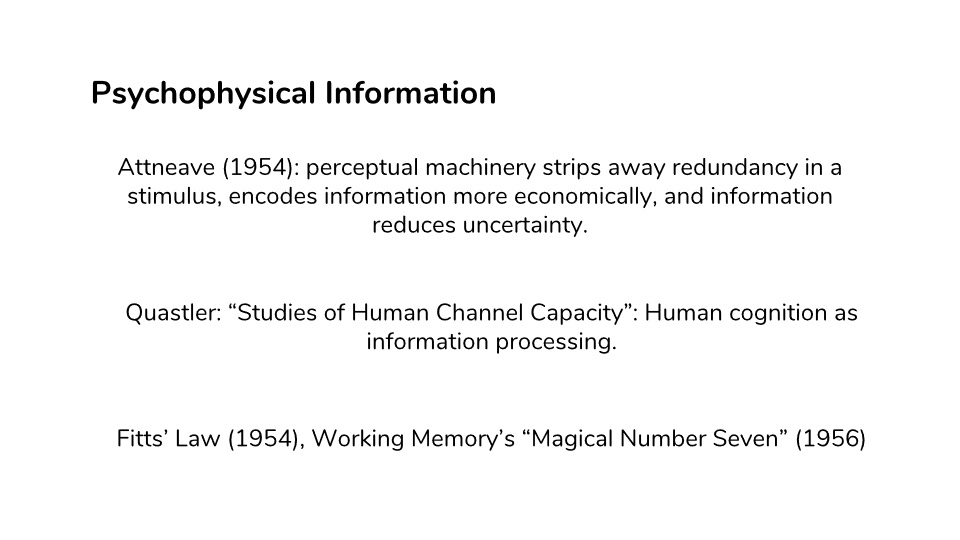 Psychophysical Information
Attneave (1954): perceptual machinery strips away redundancy in a
stimulus, encodes information more economically, and information
reduces uncertainty.
Quastler: “Studies of Human Channel Capacity”: Human cognition as
information processing.
Fitts’ Law (1954), Working Memory’s “Magical Number Seven” (1956)